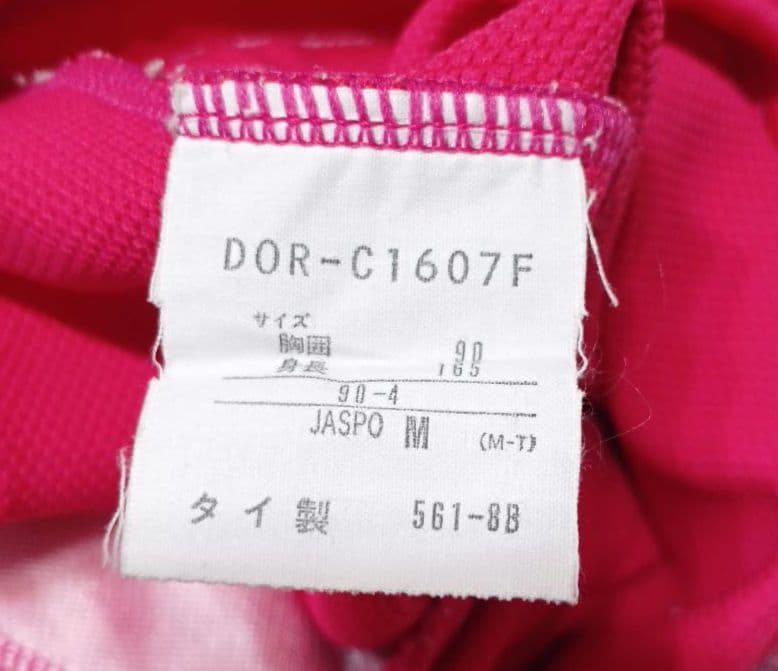 DOR-C1607F
サイズ
胸囲 90
身長 165
90-4
JASPO M (M-T)
タイ製 561-8B